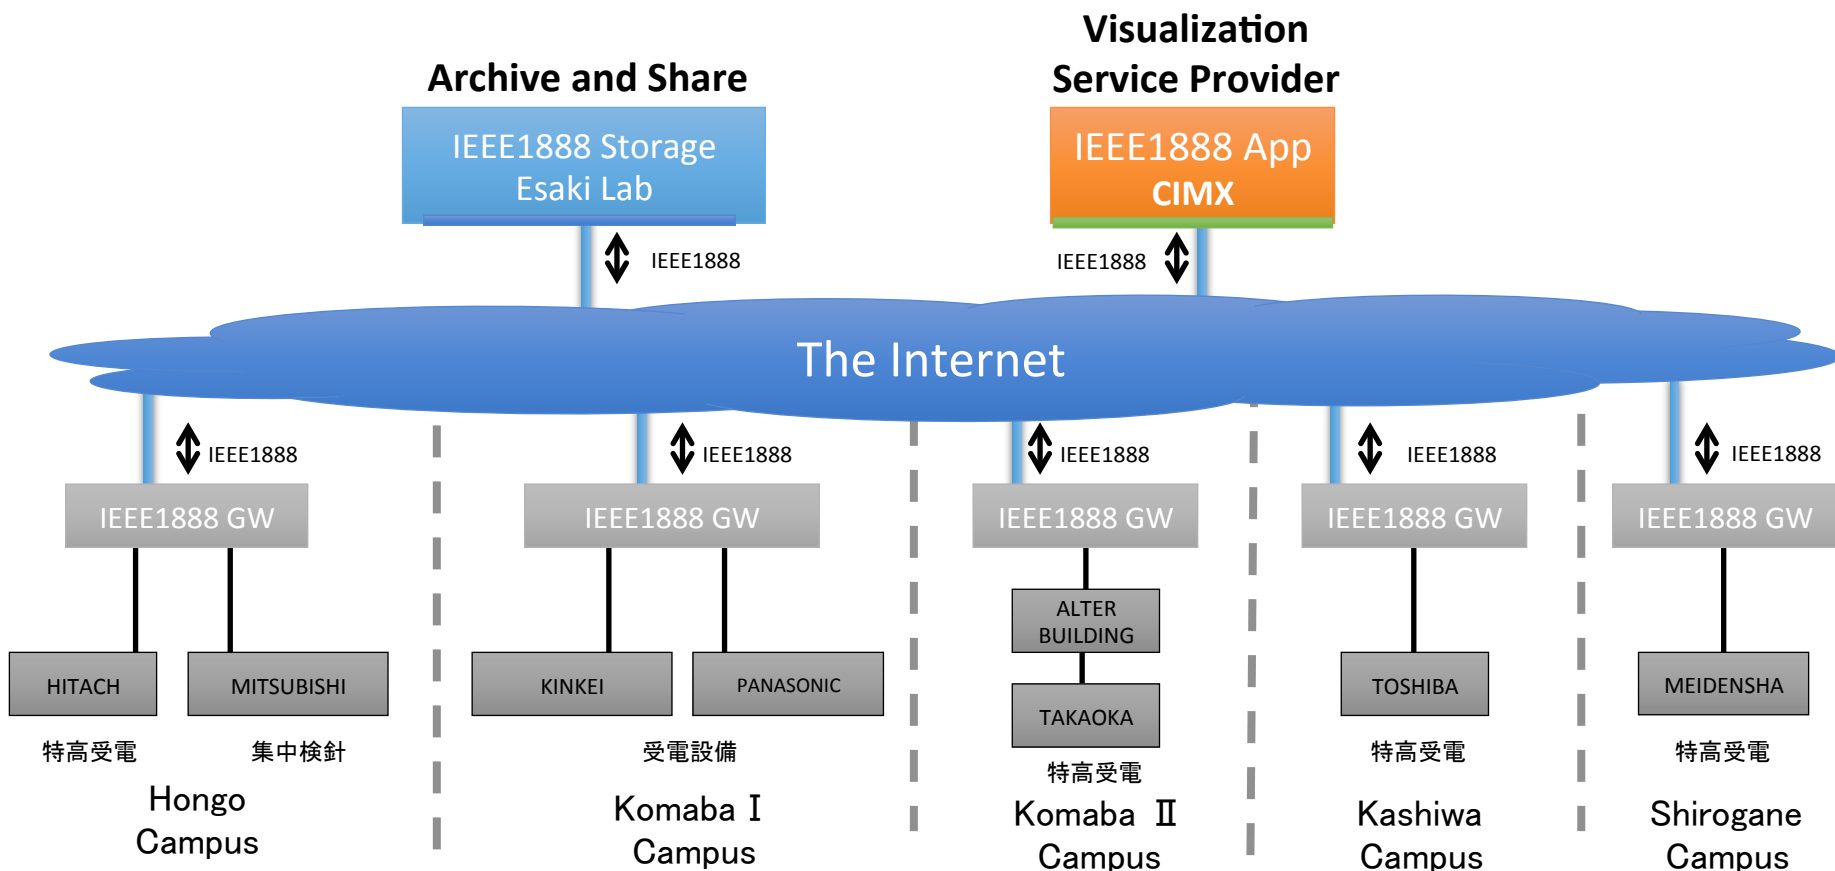 Archive and Share
Visualization
Service Provider
IEEE1888 Storage
Esaki Lab
IEEE1888 App
CIMX
IEEE1888
IEEE1888
The Internet
IEEE1888
IEEE1888
IEEE1888
IEEE1888
IEEE1888
IEEE1888 GW
IEEE1888 GW
IEEE1888 GW
IEEE1888 GW
IEEE1888 GW
HITACH
MITSUBISHI
KINKEI
PANASONIC
ALTER
BUILDING
TAKAOKA
TOSHIBA
MEIDENSHA
特高受電
集中検針
受電設備
特高受電
特高受電
特高受電
Hongo
Campus
Komaba Ⅰ
Campus
Komaba Ⅱ
Campus
Kashiwa
Campus
Shirogane
Campus